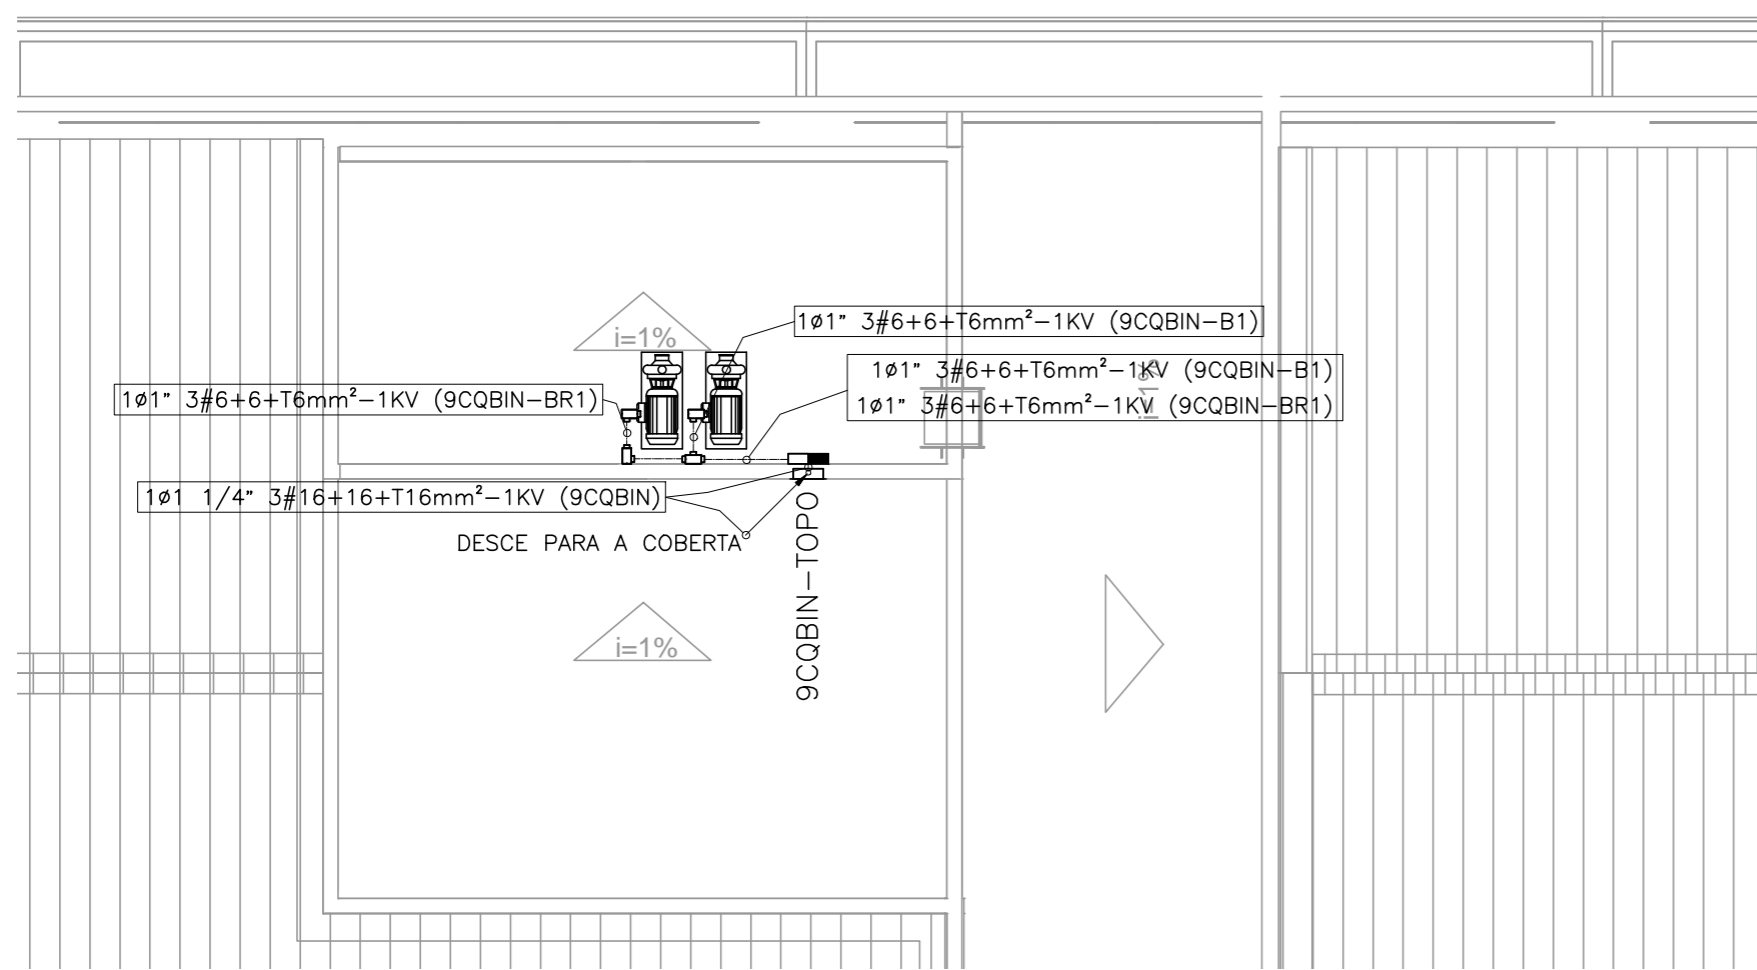 1ø1" 3#6+6+T6mm²-1KV (9CQBIN-B1)
i=1%
1ø1" 3#6+6+T6mm²-1KV (9CQBIN-B1)
1ø1" 3#6+6+T6mm²-1KV (9CQBIN-BR1)
i=1%
1ø1" 3#6+6+T6mm²-1KV (9CQBIN-BR1)
1ø1 1/4" 3#16+16+T16mm²-1KV (9CQBIN)
DESCE PARA A COBERTA
9CQBIN-TOPO
i=1%